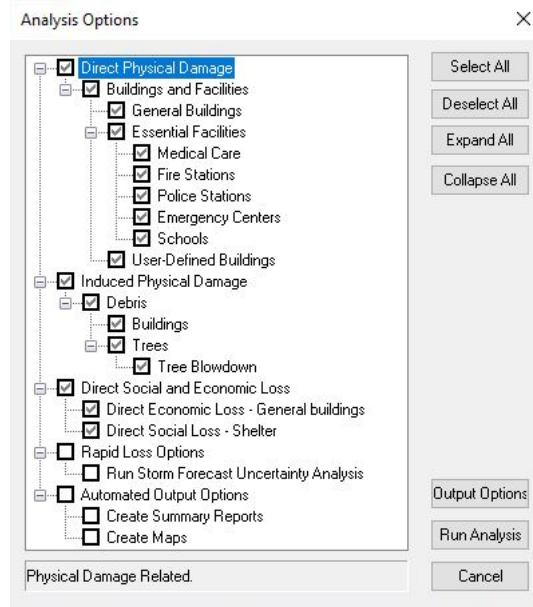 Analysis Options
Direct Physical Damage
Buildings and Facilities
General Buildings
Essential Facilities
Medical Care
Fire Stations
Police Stations
Emergency Centers
Schools
User-Defined Buildings
Induced Physical Damage
Debris
Buildings
Trees
Tree Blowdown
Direct Social and Economic Loss
Direct Economic Loss - General buildings
Direct Social Loss - Shelter
Rapid Loss Options
Run Storm Forecast Uncertainty Analysis
Automated Output Options
Create Summary Reports
Create Maps
Physical Damage Related.
Select All
Deselect All
Expand All
Collapse All
Output Options
Run Analysis
Cancel